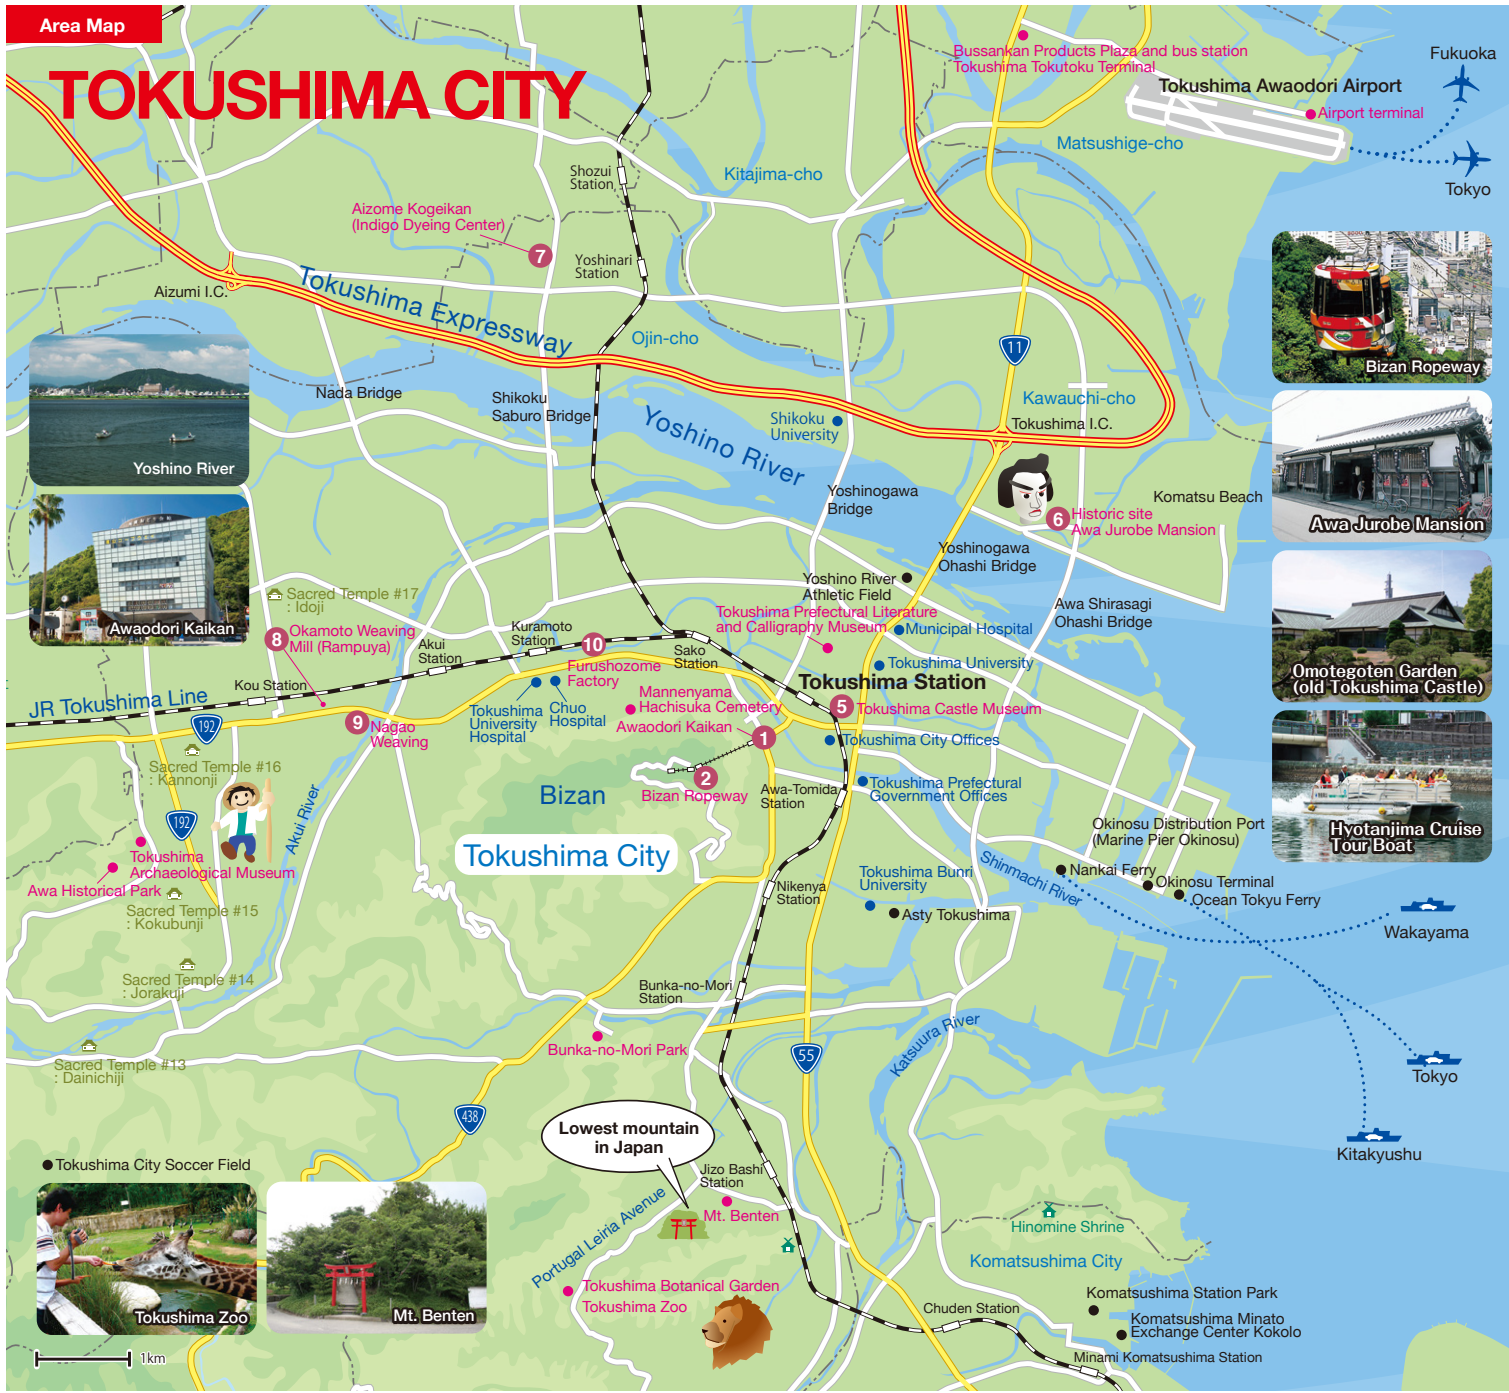 Area Map
TOKUSHIMA CITY
Bussankan Products Plaza and bus station
Tokushima Tokutoku Terminal
Tokushima Awaodori Airport
Airport terminal
Fukuoka
Tokyo
Matsushige-cho
Kitajima-cho
Shozui
Station
Aizome Kogeikan
(Indigo Dyeing Center)
7
Yoshinari
Station
Aizumi I.C.
Tokushima Expressway
Ojin-cho
11
Kawauchi-cho
Tokushima I.C.
Bizan Ropeway
Nada Bridge
Shikoku
Saburo Bridge
Yoshino River
Shikoku
University
Yoshino River
Yoshinogawa
Bridge
Komatsu Beach
6
Historic site
Awa Jurobe Mansion
Awa Jurobe Mansion
Yoshinogawa
Ohashi Bridge
Yoshino River
Athletic Field
Awa Shirasagi
Ohashi Bridge
Awaodori Kaikan
Sacred Temple #17
: Idoji
8
Okamoto Weaving
Mill (Rampuya)
Akui
Station
Kuramoto
Station
10
Furushozome
Factory
Sako
Station
Tokushima Prefectural Literature
and Calligraphy Museum
Municipal Hospital
Tokushima University
Omotegoten Garden
(old Tokushima Castle)
Tokushima Station
5
Tokushima Castle Museum
JR Tokushima Line
Kou Station
192
9
Nagao
Weaving
Tokushima
University
Hospital
Chuo
Hospital
Mannenyama
Hachisuka Cemetery
Awaodori Kaikan
1
Tokushima City Offices
2
Bizan Ropeway
Bizan
Awa-Tomida
Station
Tokushima Prefectural
Government Offices
Sacred Temple #16
: Kannonji
192
Akui River
Tokushima City
Okinosu Distribution Port
(Marine Pier Okinosu)
Hyotanjima Cruise
Tour Boat
Tokushima
Archaeological Museum
Awa Historical Park
Sacred Temple #15
: Kokubunji
Nikenya
Station
Tokushima Bunri
University
Asty Tokushima
Shinmachi River
Nankai Ferry
Okinosu Terminal
Ocean Tokyu Ferry
Wakayama
Sacred Temple #14
: Jorakuji
Bunka-no-Mori
Station
Bunka-no-Mori Park
Katsuura River
55
Sacred Temple #13
: Dainichiji
Tokyo
Kitakyushu
438
Lowest mountain
in Japan
Tokushima City Soccer Field
Jizo Bashi
Station
Mt. Benten
Portugal Leiria Avenue
Hinomine Shrine
Komatsushima City
Tokushima Botanical Garden
Tokushima Zoo
Tokushima Zoo
Mt. Benten
Chuden Station
Komatsushima Station Park
Komatsushima Minato
Exchange Center Kokolo
Minami Komatsushima Station
1km